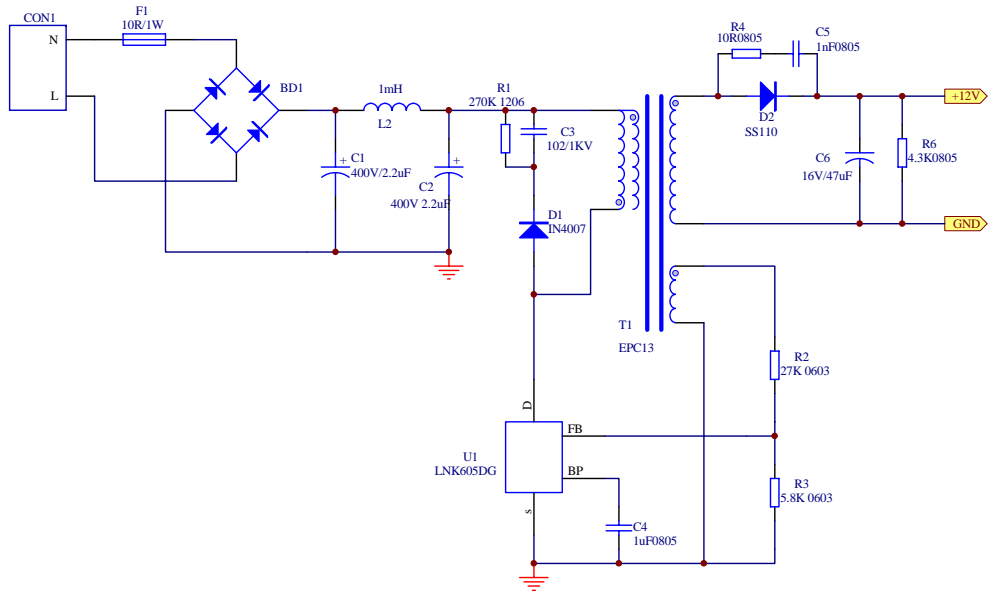 CON1
F1
10R/1W
N
L
BD1
1mH
L2
+
C1
400V/2.2uF
+
C2
400V 2.2uF
R1
270K 1206
C3
102/1KV
D1
IN4007
T1
EPC13
R4
10R0805
C5
1nF0805
D2
SS110
+12V
C6
16V/47uF
R6
4.3K0805
GND
R2
27K 0603
R3
5.8K 0603
D
FB
BP
s
U1
LNK605DG
C4
1uF0805